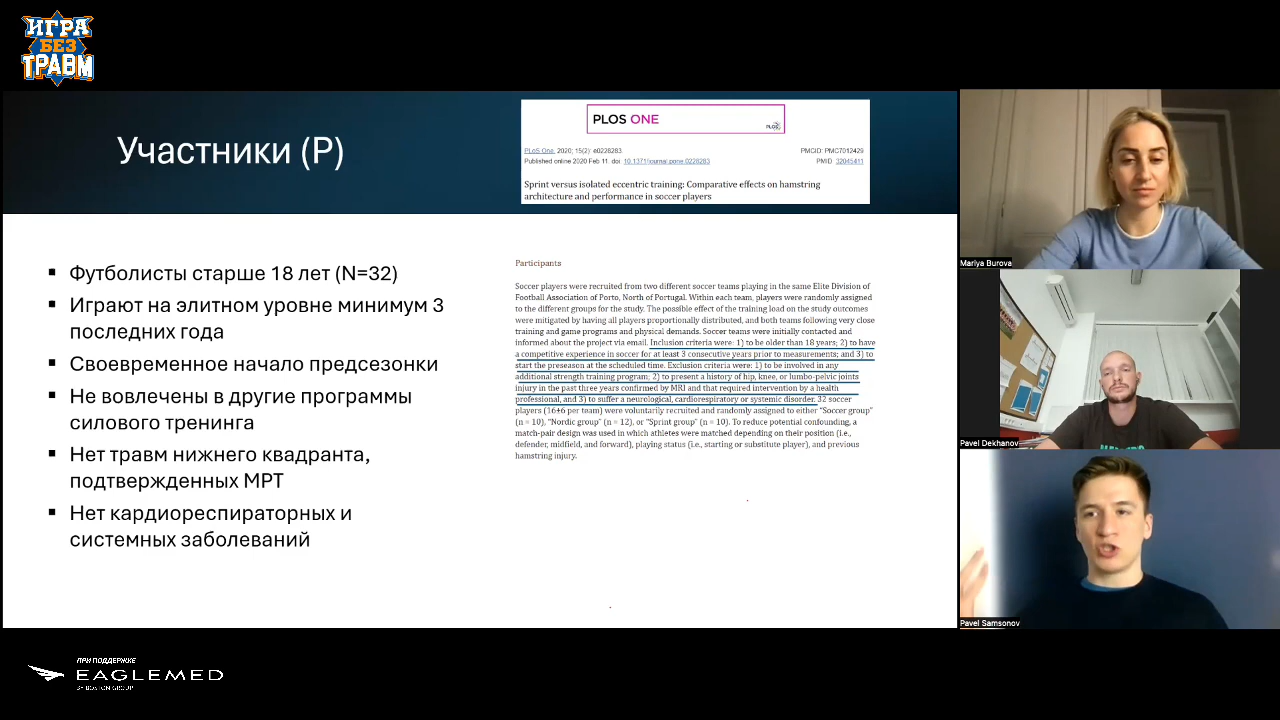 ИГРА
БЕЗ
ТРАВМ
Участники (P)
PLOS ONE
PLoS One. 2020; 15(2): e0228283
PMCID: PMC7012429
Published online 2020 Feb 11. doi: 10.1371/journal.pone.0228283
PMID: 32045411
Sprint versus isolated eccentric training: Comparative effects on hamstring
architecture and performance in soccer players
Футболисты старше 18 лет (N=32)
Играют на элитном уровне минимум 3
последних года
Своевременное начало предсезонки
Не вовлечены в другие программы
силового тренинга
Нет травм нижнего квадранта,
подтвержденных МРТ
Нет кардиореспираторных и
системных заболеваний
Participants
Soccer players were recruited from two different soccer teams playing in the same Elite Division of
Football Association of Porto, North of Portugal. Within each team, players were randomly assigned
to the different groups for the study. The possible effect of the training load on the study outcomes
were mitigated by having all players proportionally distributed, and both teams following very close
training and game programs and physical demands. Soccer teams were initially contacted and
informed about the project via email. Inclusion criteria were: 1) to be older than 18 years; 2) to have
a competitive experience in soccer for at least 3 consecutive years prior to measurements; and 3) to
start the preseason at the scheduled time. Exclusion criteria were: 1) to be involved in any
additional strength training program; 2) to present a history of hip, knee, or lumbo-pelvic joints
injury in the past three years confirmed by MRI and that required intervention by a health
professional, and 3) to suffer a neurological, cardiorespiratory or systemic disorder. 32 soccer
players (16±6 per team) were voluntarily recruited and randomly assigned to either "Soccer group"
(n = 10), "Nordic group" (n = 12), or "Sprint group" (n = 10). To reduce potential confounding, a
match-pair design was used in which athletes were matched depending on their position (i.e.,
defender, midfield, and forward), playing status (i.e., starting or substitute player), and previous
hamstring injury.
Mariya Burova
Pavel Dekhanov
Pavel Samsonov
ПРИ ПОДДЕРЖКЕ
EAGLEMED
BY BOSTON GROUP